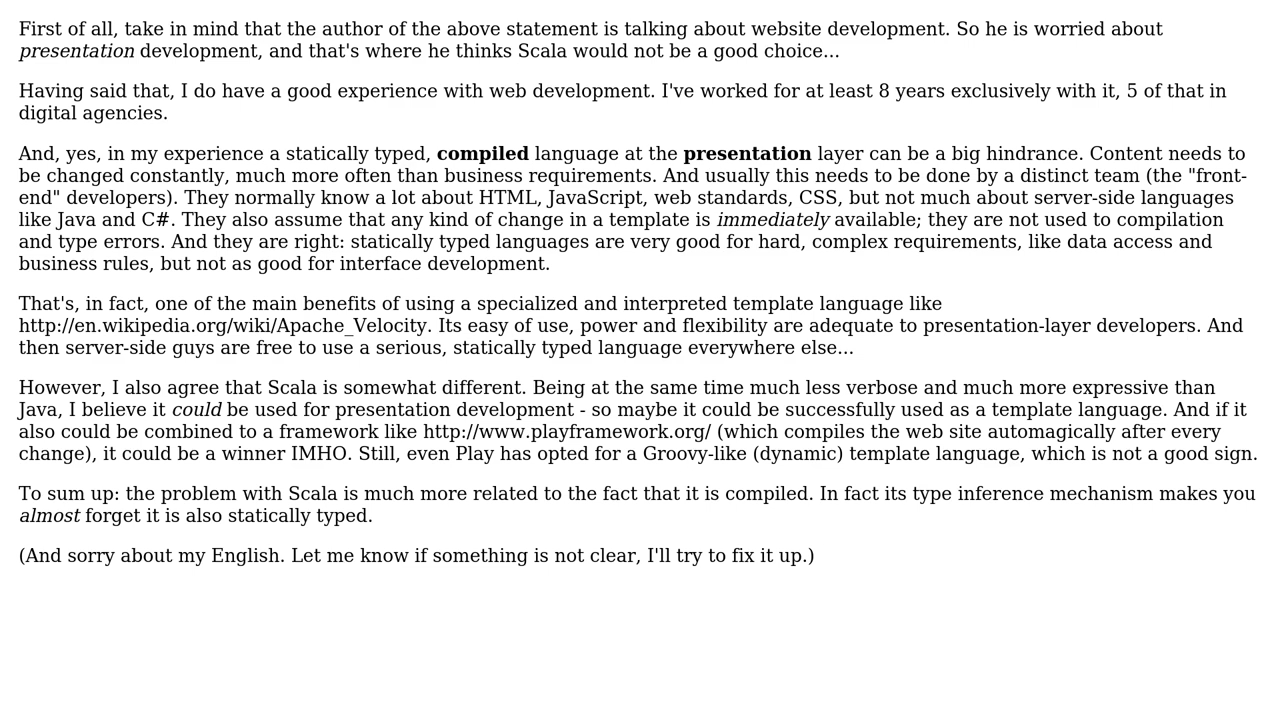 First of all, take in mind that the author of the above statement is talking about website development. So he is worried about
presentation development, and that's where he thinks Scala would not be a good choice...
Having said that, I do have a good experience with web development. I've worked for at least 8 years exclusively with it, 5 of that in
digital agencies.
And, yes, in my experience a statically typed, compiled language at the presentation layer can be a big hindrance. Content needs to
be changed constantly, much more often than business requirements. And usually this needs to be done by a distinct team (the "front-
end" developers). They normally know a lot about HTML, JavaScript, web standards, CSS, but not much about server-side languages
like Java and C#. They also assume that any kind of change in a template is immediately available; they are not used to compilation
and type errors. And they are right: statically typed languages are very good for hard, complex requirements, like data access and
business rules, but not as good for interface development.
That's, in fact, one of the main benefits of using a specialized and interpreted template language like
http://en.wikipedia.org/wiki/Apache_Velocity. Its easy of use, power and flexibility are adequate to presentation-layer developers. And
then server-side guys are free to use a serious, statically typed language everywhere else...
However, I also agree that Scala is somewhat different. Being at the same time much less verbose and much more expressive than
Java, I believe it could be used for presentation development - so maybe it could be successfully used as a template language. And if it
also could be combined to a framework like http://www.playframework.org/ (which compiles the web site automagically after every
change), it could be a winner IMHO. Still, even Play has opted for a Groovy-like (dynamic) template language, which is not a good sign.
To sum up: the problem with Scala is much more related to the fact that it is compiled. In fact its type inference mechanism makes you
almost forget it is also statically typed.
(And sorry about my English. Let me know if something is not clear, I'll try to fix it up.)